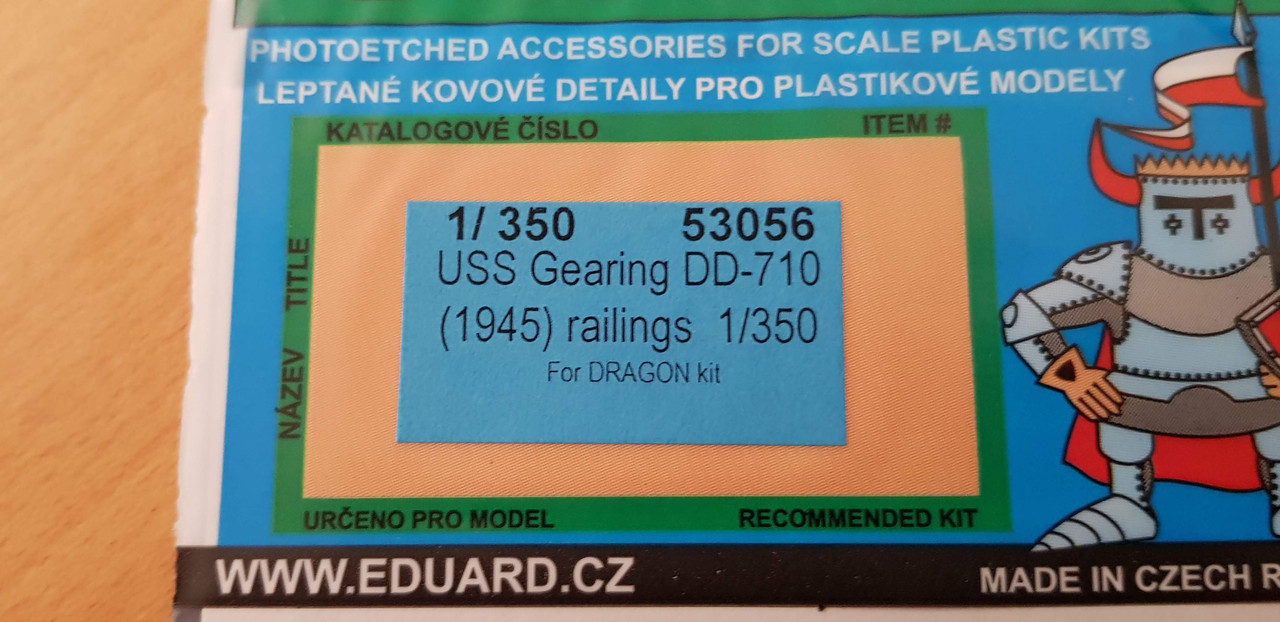 PHOTOETCHED ACCESSORIES FOR SCALE PLASTIC KITS
LEPTANÉ KOVOVÉ DETAILY PRO PLASTIKOVÉ MODELY
KATALOGOVÉ ČÍSLO ITEM #
NÁZEV TITLE
1/ 350 53056
USS Gearing DD-710
(1945) railings 1/350
For DRAGON kit
URČENO PRO MODEL RECOMMENDED KIT
WWW.EDUARD.CZ MADE IN CZECH R